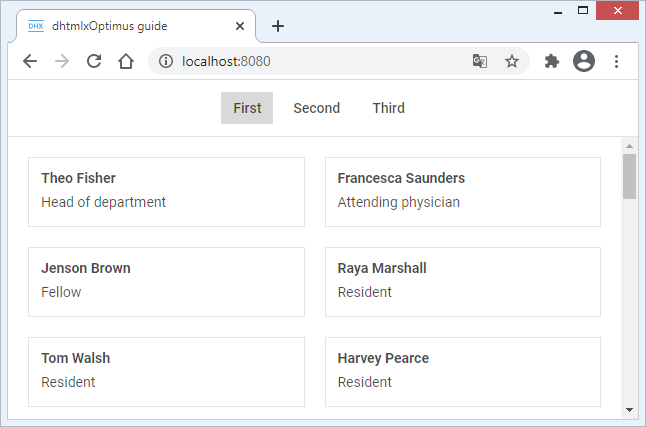 DHX dhtmlxOptimus guide
localhost:8080
First Second Third
Theo Fisher
Head of department
Francesca Saunders
Attending physician
Jenson Brown
Fellow
Raya Marshall
Resident
Tom Walsh
Resident
Harvey Pearce
Resident